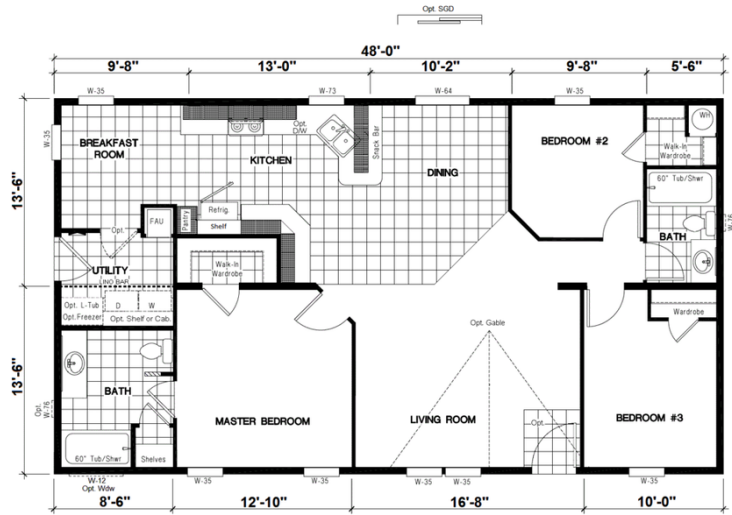 Opt. SGD
48'-0"
9'-8"
13'-0"
10'-2"
9'-8"
5'-6"
W-35
W-73
W-64
W-35
W-35
13'-6"
BREAKFAST
ROOM
KITCHEN
Opt.
D/W
Snack Bar
DINING
BEDROOM #2
WH
Walk-In
Wardrobe
60" Tub/Shwr
W-76
BATH
Refrig.
Shelf
Pantry
FAU
Opt.
UTILITY
LINO BAR
Walk-In
Wardrobe
Opt. L-Tub
Opt. Freezer
D
W
Opt. Shelf or Cab.
Wardrobe
Opt. Gable
13'-6"
BATH
Opt.
W-76
MASTER BEDROOM
LIVING ROOM
Opt.
BEDROOM #3
60" Tub/Shwr
Shelves
W-12
Opt. Wdw
W-35
W-35
W-35
W-35
W-35
8'-6"
12'-10"
16'-8"
10'-0"